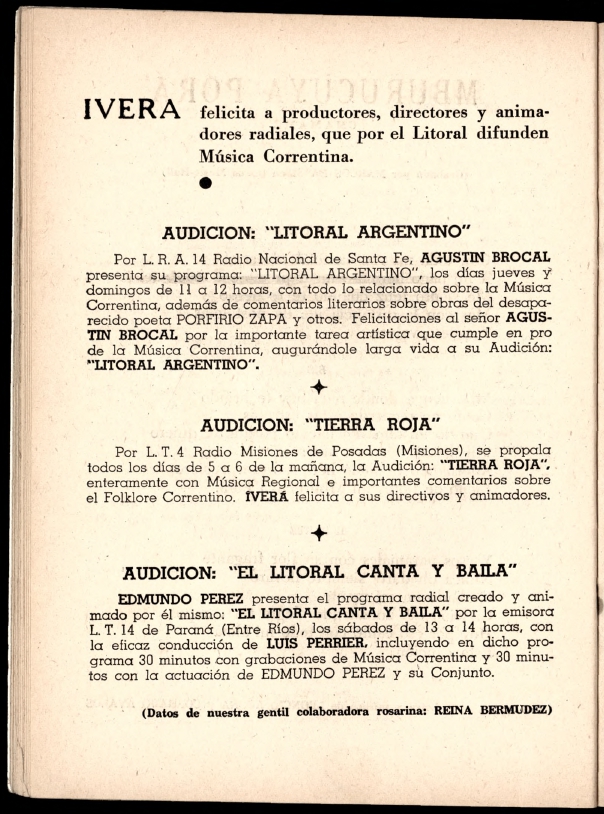 IVERA felicita a productores, directores y anima-
dores radiales, que por el Litoral difunden
Música Correntina.
AUDICION: "LITORAL ARGENTINO"
Por L. R. A. 14 Radio Nacional de Santa Fe, AGUSTIN BROCAL
presenta su programa: "LITORAL ARGENTINO", los días jueves y
domingos de 11 a 12 horas, con todo lo relacionado sobre la Música
Correntina, además de comentarios literarios sobre obras del desapa-
recido poeta PORFIRIO ZAPA y otros. Felicitaciones al señor AGUS-
TIN BROCAL por la importante tarea artística que cumple en pro
de la Música Correntina, augurándole larga vida a su Audición:
"LITORAL ARGENTINO".
AUDICION: "TIERRA ROJA"
Por L. T. 4 Radio Misiones de Posadas (Misiones), se propala
todos los días de 5 a 6 de la mañana, la Audición: "TIERRA ROJA",
enteramente con Música Regional e importantes comentarios sobre
el Folklore Correntino. ÍVERÁ felicita a sus directivos y animadores.
AUDICION: "EL LITORAL CANTA Y BAILA"
EDMUNDO PEREZ presenta el programa radial creado y ani-
mado por él mismo: "EL LITORAL CANTA Y BAILA" por la emisora
L. T. 14 de Paraná (Entre Ríos), los sábados de 13 a 14 horas, con
la eficaz conducción de LUIS PERRIER, incluyendo en dicho pro-
grama 30 minutos con grabaciones de Música Correntina y 30 minu-
tos con la actuación de EDMUNDO PEREZ y su Conjunto.
(Datos de nuestra gentil colaboradora rosarina: REINA BERMUDEZ)